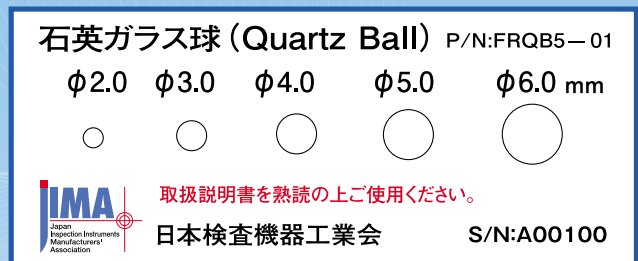 石英ガラス球(Quartz Ball) P/N:FRQB5—01
φ2.0 φ3.0 φ4.0 φ5.0 φ6.0 mm
取扱説明書を熟読の上ご使用ください。
JIMA
Japan
Inspection Instruments
Manufacturers'
Association
日本検査機器工業会 S/N:A00100